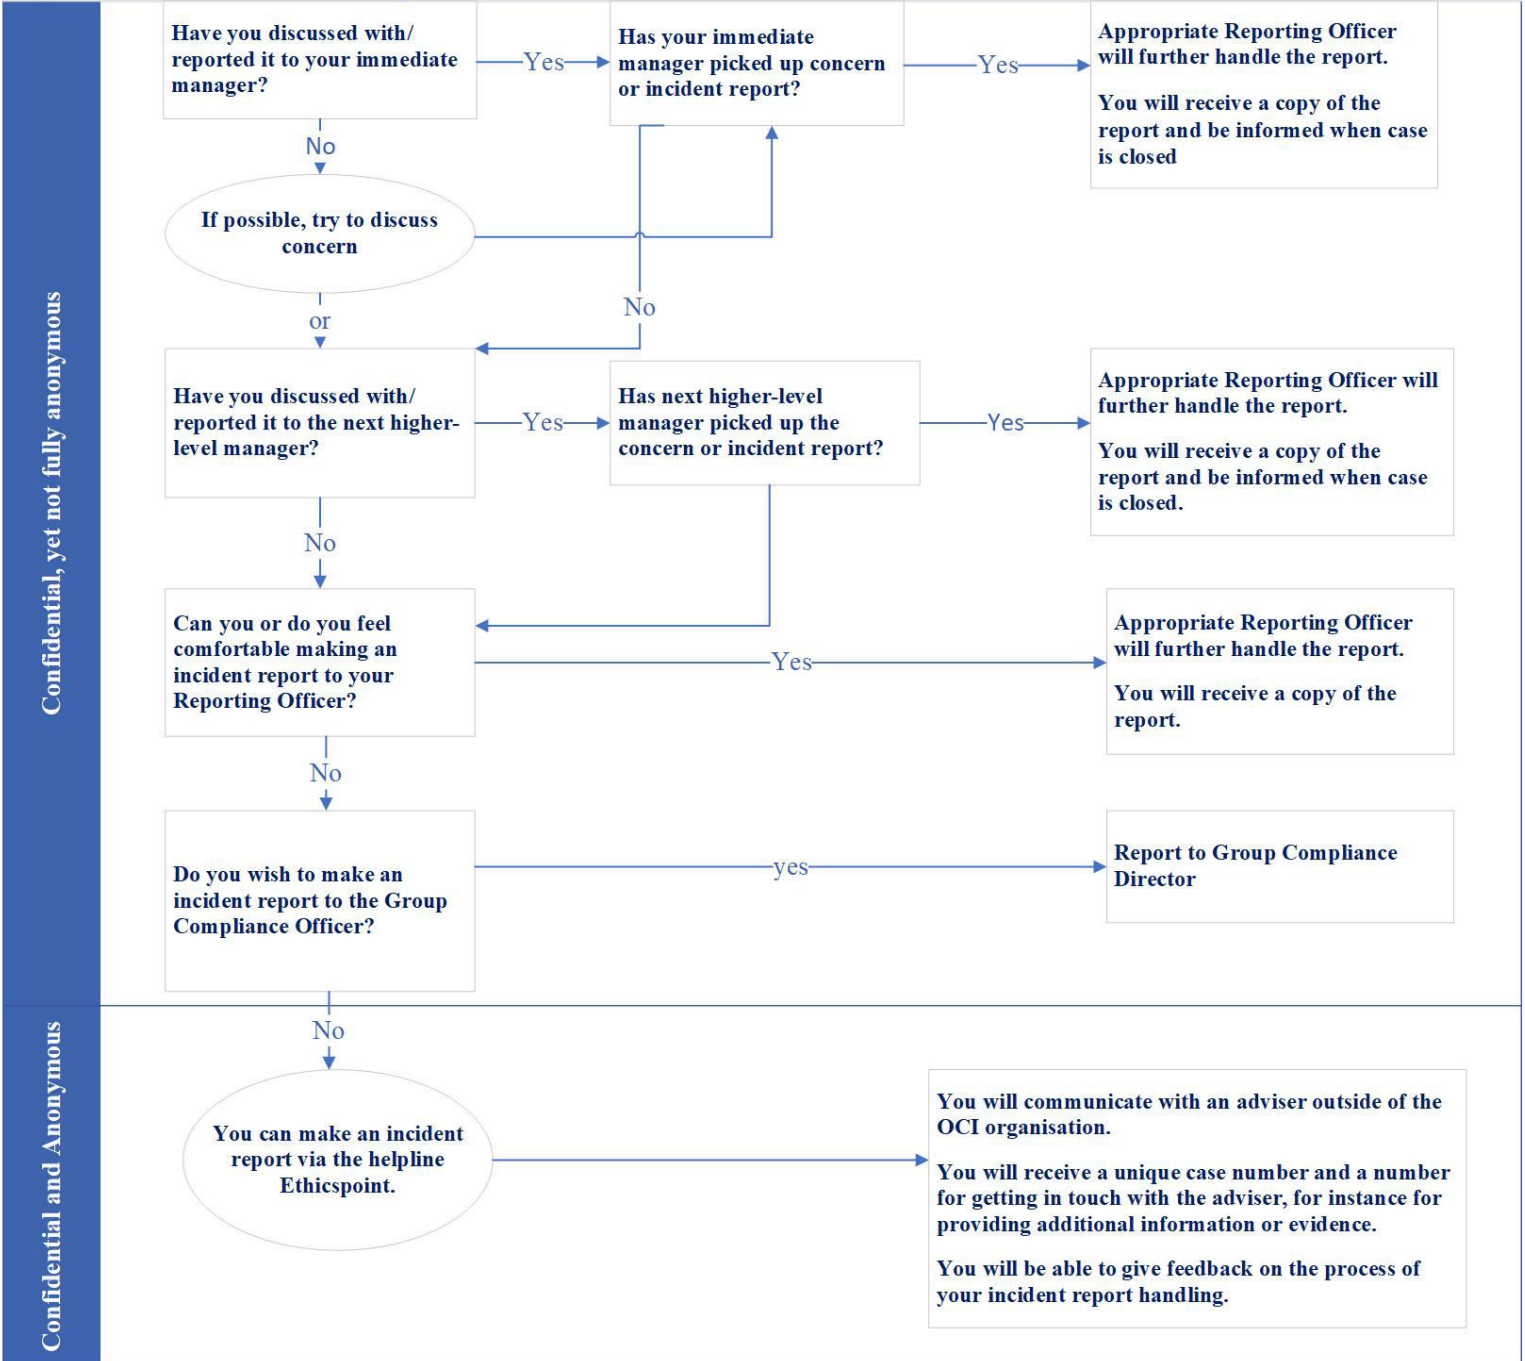 Confidential, yet not fully anonymous
Have you discussed with/
reported it to your immediate
manager?
Yes
Has your immediate
manager picked up concern
or incident report?
Yes
Appropriate Reporting Officer
will further handle the report.
You will receive a copy of the
report and be informed when case
is closed
No
If possible, try to discuss
concern
or
No
Have you discussed with/
reported it to the next higher-
level manager?
Yes
Has next higher-level
manager picked up the
concern or incident report?
Yes
Appropriate Reporting Officer will
further handle the report.
You will receive a copy of the
report and be informed when case
is closed.
No
Can you or do you feel
comfortable making an
incident report to your
Reporting Officer?
Yes
Appropriate Reporting Officer
will further handle the report.
You will receive a copy of the
report.
No
Do you wish to make an
incident report to the Group
Compliance Officer?
yes
Report to Group Compliance
Director
Confidential and Anonymous
No
You can make an incident
report via the helpline
Ethicspoint.
You will communicate with an adviser outside of the
OCI organisation.
You will receive a unique case number and a number
for getting in touch with the adviser, for instance for
providing additional information or evidence.
You will be able to give feedback on the process of
your incident report handling.